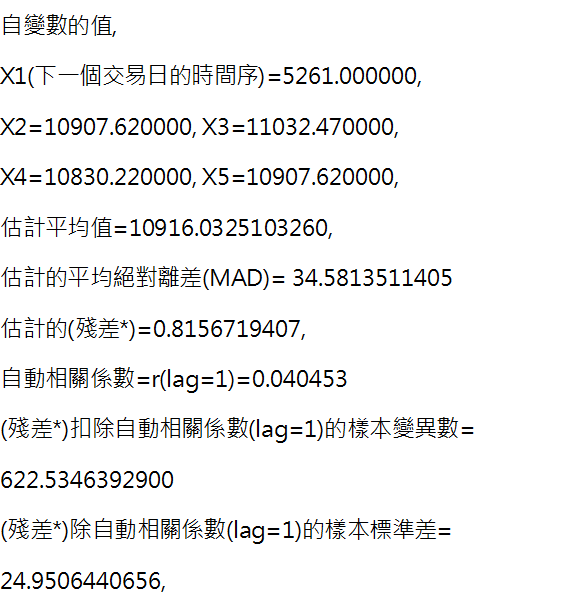 自變數的值,
X1(下一個交易日的時間序)=5261.000000,
X2=10907.620000, X3=11032.470000,
X4=10830.220000, X5=10907.620000,
估計平均值=10916.0325103260,
估計的平均絕對離差(MAD)= 34.5813511405
估計的(殘差*)=0.8156719407,
自動相關係數=r(lag=1)=0.040453
(殘差*)扣除自動相關係數(lag=1)的樣本變異數=
622.5346392900
(殘差*)除自動相關係數(lag=1)的樣本標準差=
24.9506440656,